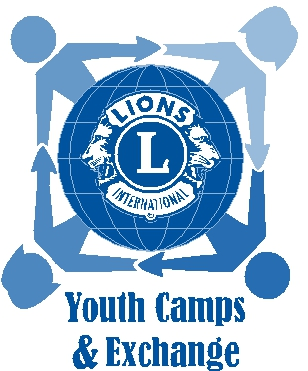 LIONS
L
INTERNATIONAL
®
Youth Camps
& Exchange